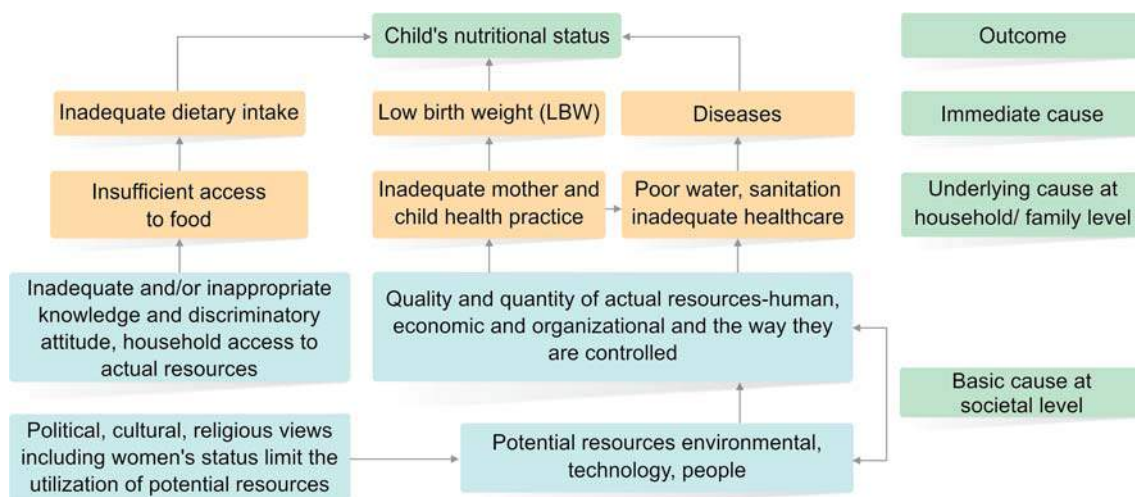 Child's nutritional status
Outcome
Inadequate dietary intake
Low birth weight (LBW)
Diseases
Immediate cause
Insufficient access
to food
Inadequate mother and
child health practice
Poor water, sanitation
inadequate healthcare
Underlying cause at
household/ family level
Inadequate and/or inappropriate
knowledge and discriminatory
attitude, household access to
actual resources
Quality and quantity of actual resources-human,
economic and organizational and the way they
are controlled
Basic cause at
societal level
Political, cultural, religious views
including women's status limit the
utilization of potential resources
Potential resources environmental,
technology, people